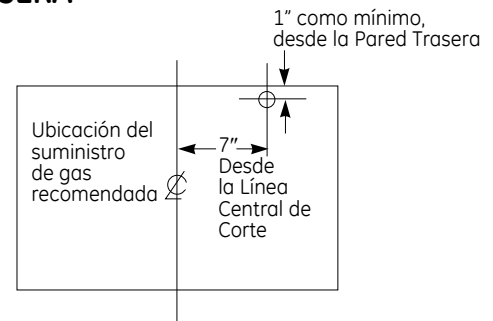 1” como mínimo,
desde la Pared Trasera
Ubicación del
suministro
de gas
recomendada
7”
Desde
la Línea
Central de
Corte